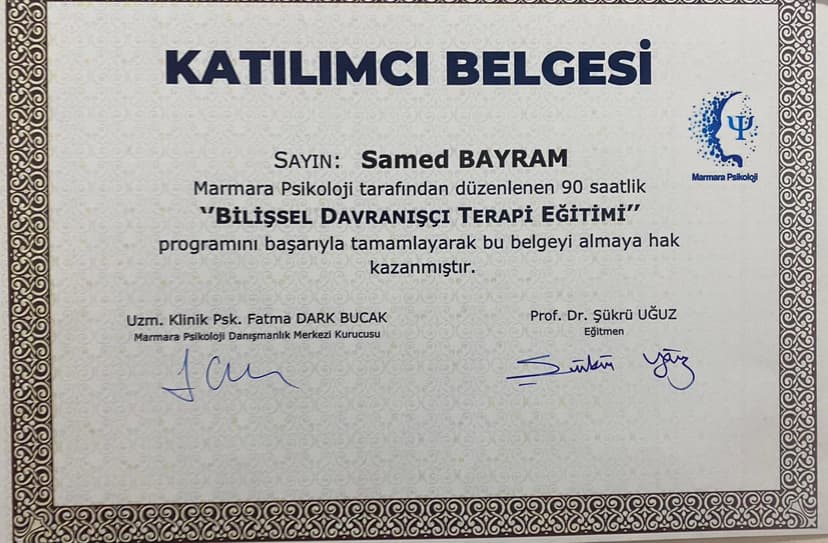 KATILIMCI BELGESİ
Ψ
Marmara Psikoloji
SAYIN: Samed BAYRAM
Marmara Psikoloji tarafından düzenlenen 90 saatlik
‘’BİLİŞSEL DAVRANIŞÇI TERAPİ EĞİTİMİ’’
programını başarıyla tamamlayarak bu belgeyi almaya hak
kazanmıştır.
Uzm. Klinik Psk. Fatma DARK BUCAK
Marmara Psikoloji Danışmanlık Merkezi Kurucusu
Prof. Dr. Şükrü UĞUZ
Eğitmen